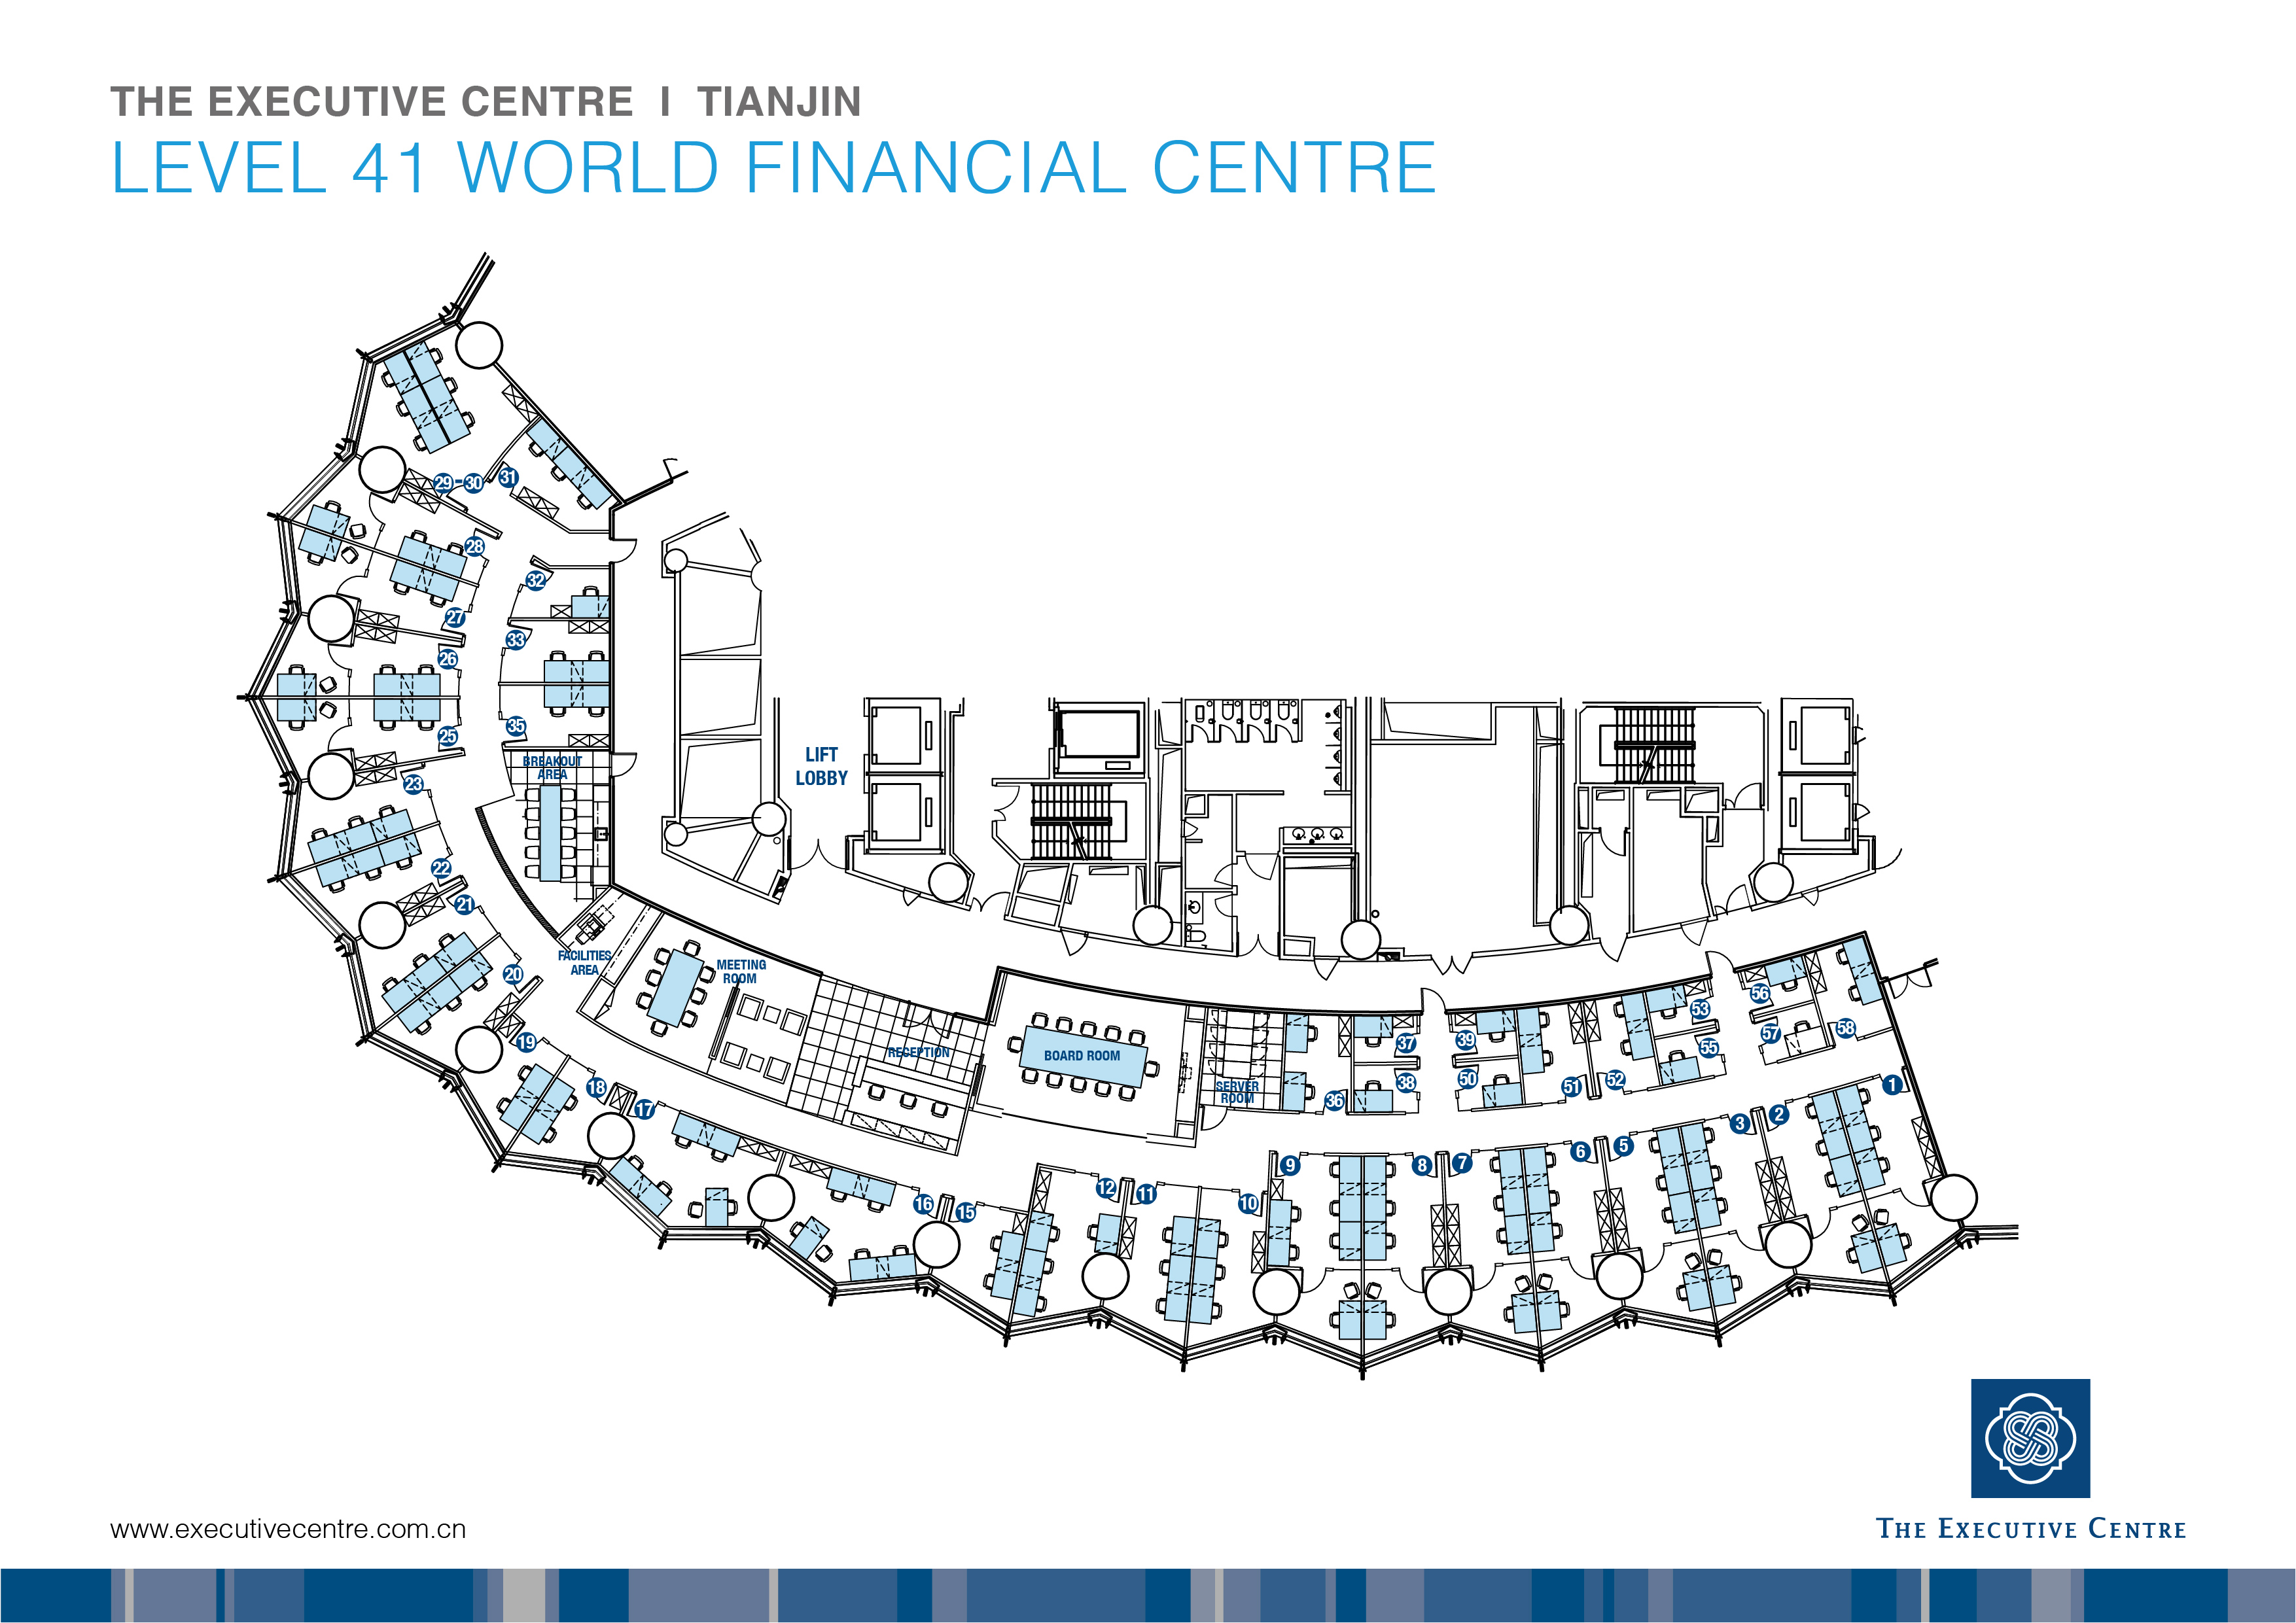 THE EXECUTIVE CENTRE I TIANJIN
LEVEL 41 WORLD FINANCIAL CENTRE
29-30
31
28
32
27
33
26
35
25
23
22
21
20
19
18
17
16
15
12
11
10
9
8
7
6
5
3
2
1
36
37
38
39
50
51
52
53
55
56
57
58
LIFT
LOBBY
BREAKOUT
AREA
FACILITIES
AREA
MEETING
ROOM
RECEPTION
BOARD ROOM
SERVER
ROOM
www.executivecentre.com.cn
THE EXECUTIVE CENTRE